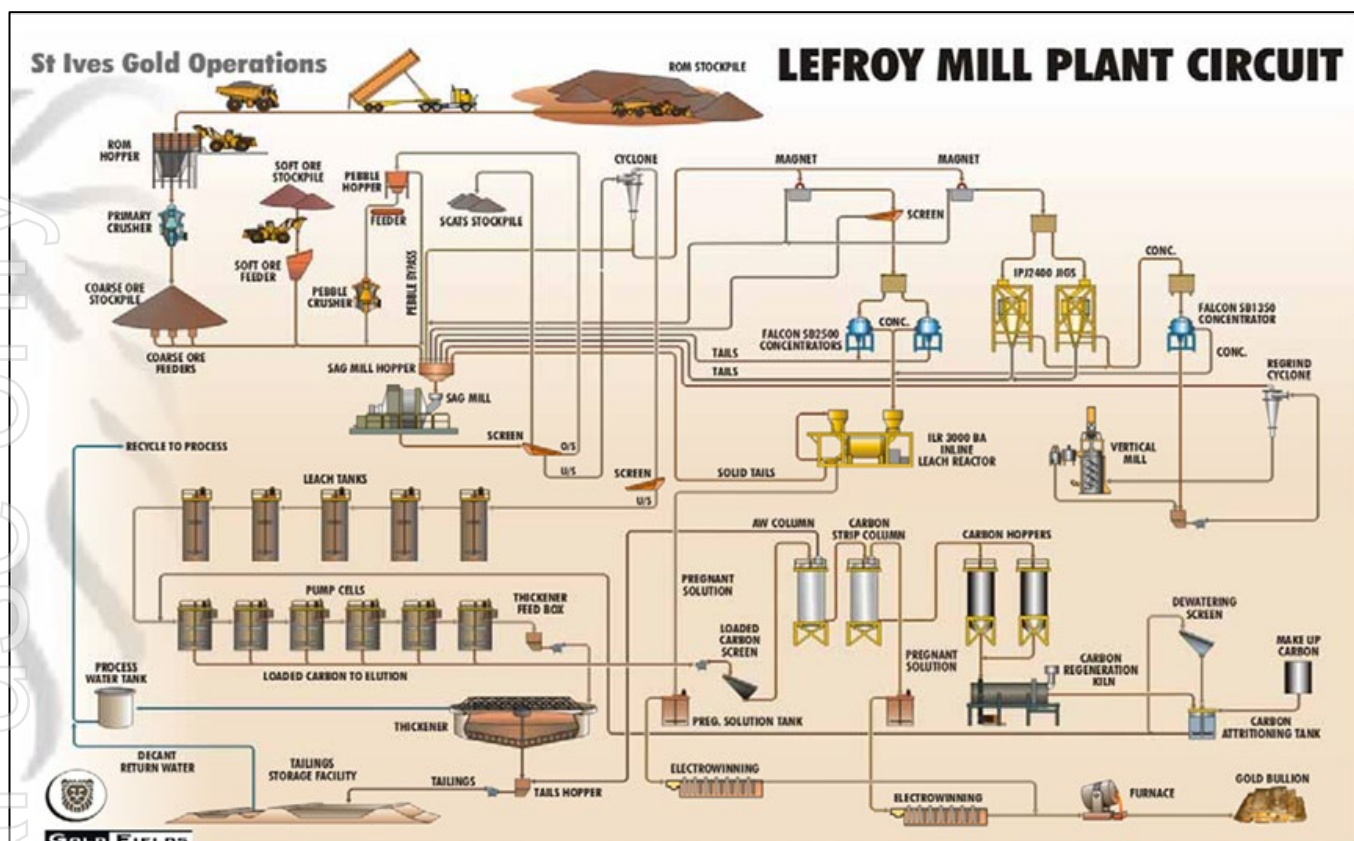 St Ives Gold Operations
LEFROY MILL PLANT CIRCUIT
ROM STOCKPILE
ROM
HOPPER
SOFT ORE
STOCKPILE
PEBBLE
HOPPER
FEEDER
SCATS STOCKPILE
CYCLONE
MAGNET
MAGNET
SCREEN
PRIMARY
CRUSHER
SOFT ORE
FEEDER
PEBBLE
CRUSHER
PEBBLE BYPASS
COARSE ORE
STOCKPILE
COARSE ORE
FEEDERS
IPJ2400 JIGS
CONC.
FALCON SB1350
CONCENTRATOR
CONC.
FALCON SB2500
CONCENTRATORS
CONC.
TAILS
TAILS
SAG MILL HOPPER
SAG MILL
REGRIND
CYCLONE
SCREEN
O/S
U/S
RECYCLE TO PROCESS
ILR 3000 BA
INLINE
LEACH REACTOR
VERTICAL
MILL
SOLID TAILS
SCREEN
U/S
LEACH TANKS
AW COLUMN
CARBON
STRIP COLUMN
CARBON HOPPERS
PUMP CELLS
THICKENER
FEED BOX
PREGNANT
SOLUTION
LOADED
CARBON
SCREEN
DEWATERING
SCREEN
MAKE UP
CARBON
PROCESS
WATER TANK
LOADED CARBON TO ELUTION
PREGNANT
SOLUTION
CARBON
REGENERATION
KILN
THICKENER
PREG. SOLUTION TANK
CARBON
ATTRITIONING TANK
DECANT
RETURN WATER
TAILINGS
STORAGE FACILITY
TAILINGS
TAILS HOPPER
ELECTROWINNING
ELECTROWINNING
FURNACE
GOLD BULLION
GOLD FIELDS